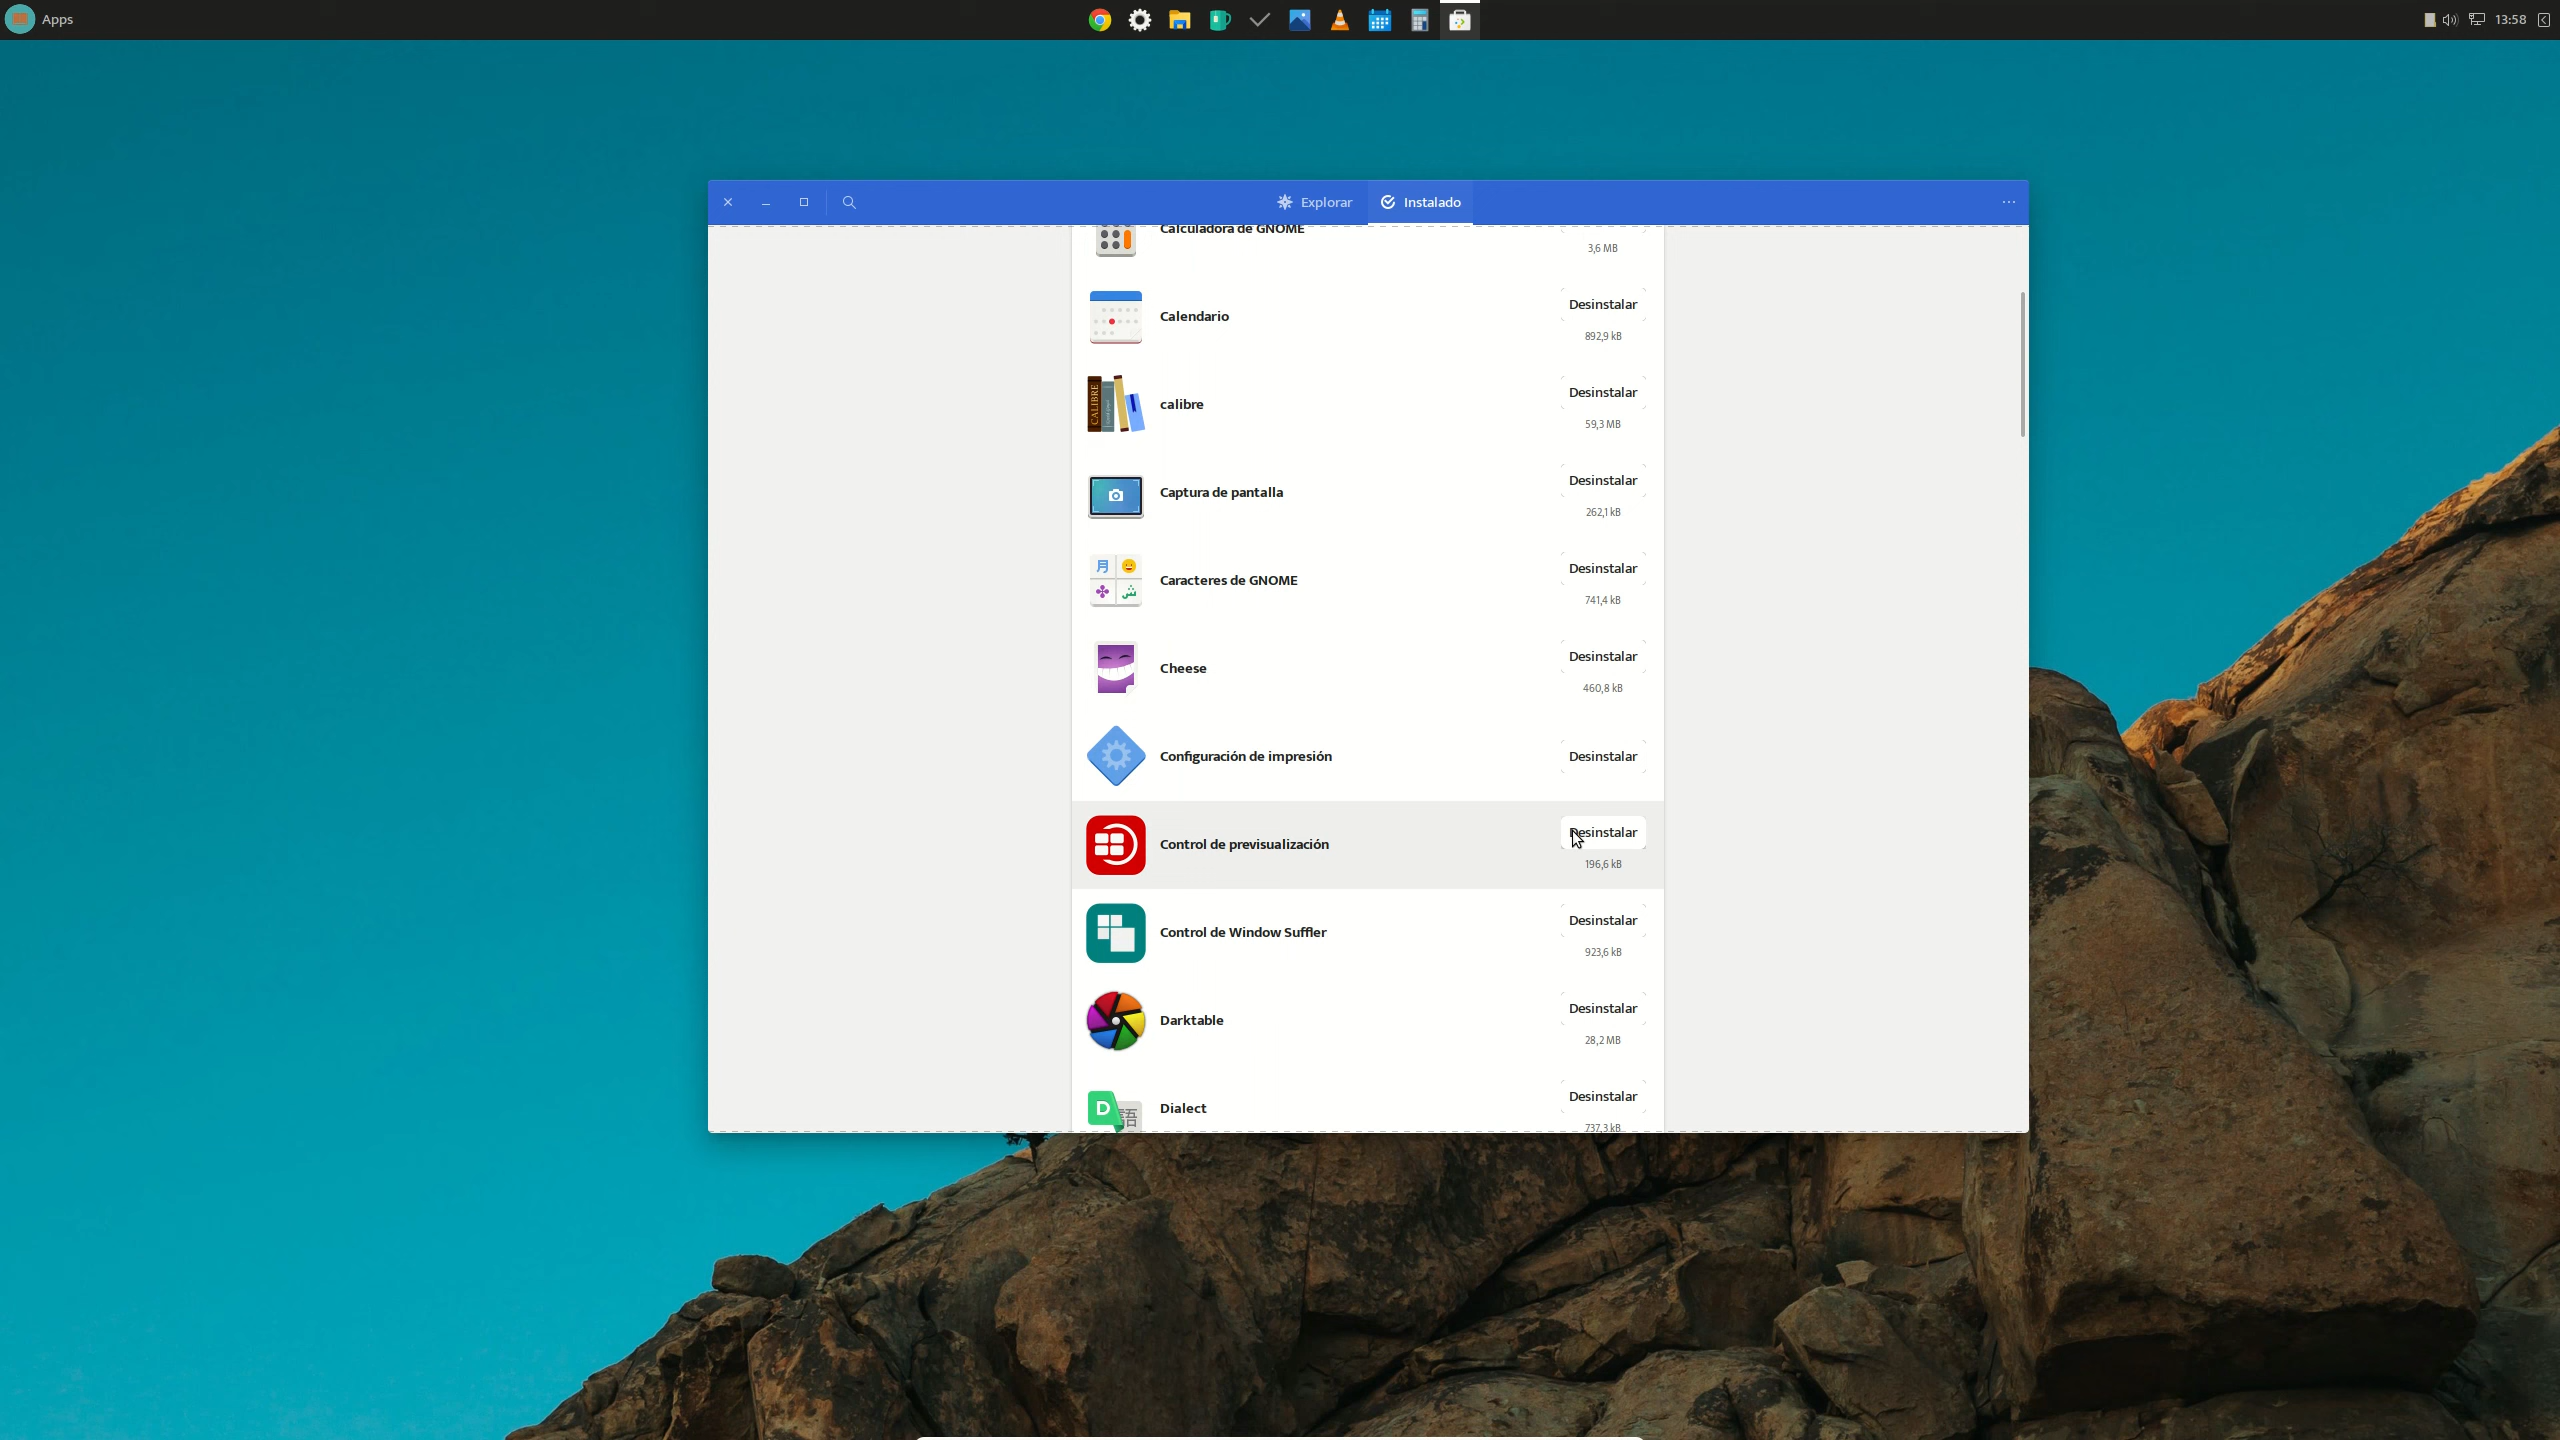 Apps
13:58
Explorar
Instalado
Calculadora de GNOME
3,6 MB
Calendario
Desinstalar
892,9 kB
CALIBRE
calibre
Desinstalar
59,3 MB
Captura de pantalla
Desinstalar
262,1 kB
月
Caracteres de GNOME
Desinstalar
741,4 kB
Cheese
Desinstalar
460,8 kB
Configuración de impresión
Desinstalar
Control de previsualización
Desinstalar
196,6 kB
Control de Window Suffler
Desinstalar
923,6 kB
Darktable
Desinstalar
28,2 MB
D
語
Dialect
Desinstalar
737,3 kB